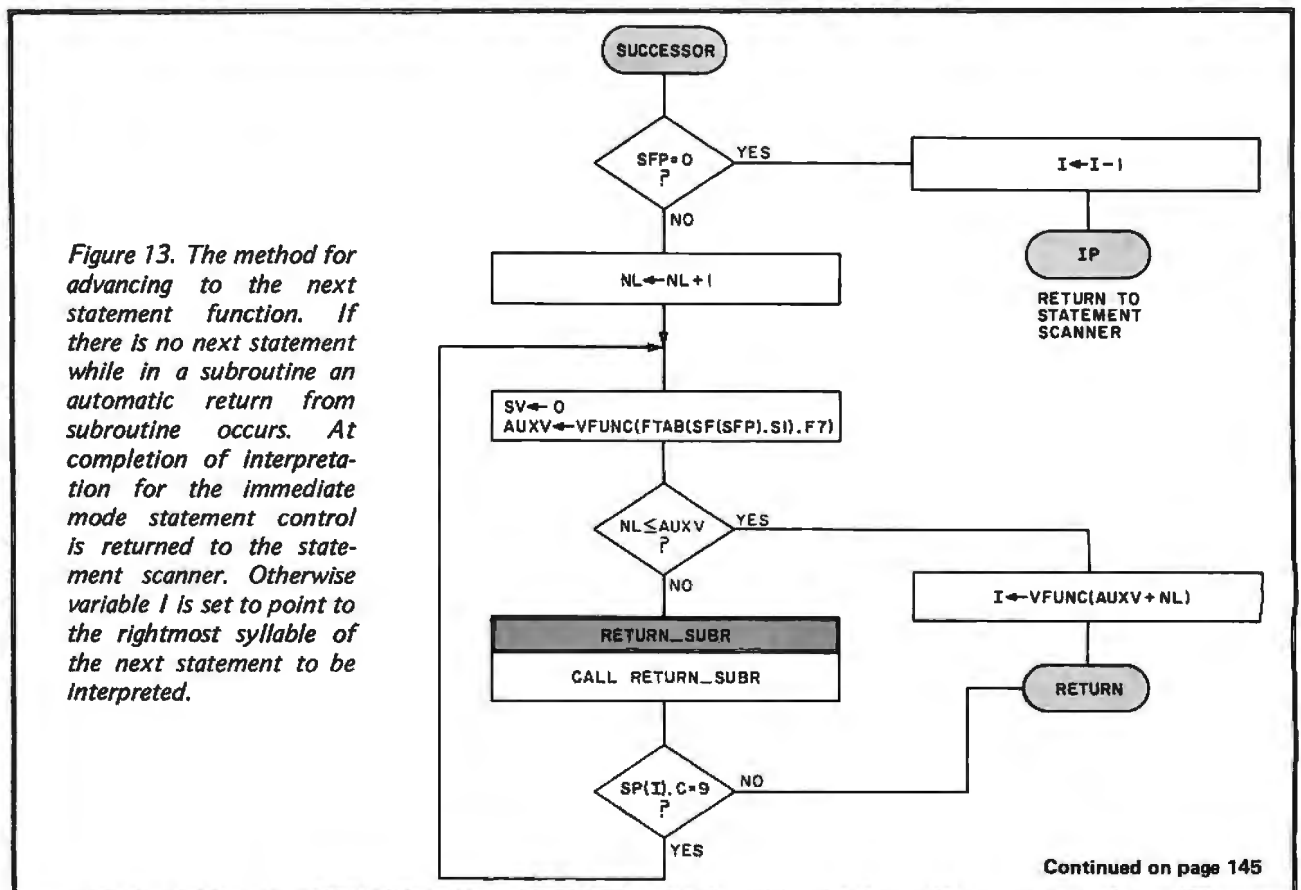 SUCCESSOR
SFP=0
?
YES
NO
I←I-1
IP
RETURN TO
STATEMENT
SCANNER
Figure 13. The method for
advancing to the next
statement function. If
there is no next statement
while in a subroutine an
automatic return from
subroutine occurs. At
completion of interpreta-
tion for the immediate
mode statement control
is returned to the state-
ment scanner. Otherwise
variable I is set to point to
the rightmost syllable of
the next statement to be
interpreted.
NL←NL+1
SV←0
AUXV←VFUNC(FTAB(SF(SFP).SI).F7)
NL≤AUXV
?
YES
NO
I←VFUNC(AUXV+NL)
RETURN_SUBR
CALL RETURN_SUBR
RETURN
SP(I).C=9
?
NO
YES
Continued on page 145